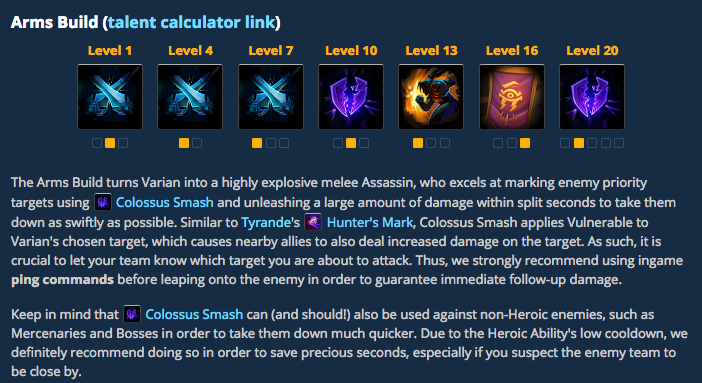 Arms Build (talent calculator link)
Level 1 Level 4 Level 7 Level 10 Level 13 Level 16 Level 20
The Arms Build turns Varian into a highly explosive melee Assassin, who excels at marking enemy priority
targets using Colossus Smash and unleashing a large amount of damage within split seconds to take them
down as swiftly as possible. Similar to Tyrande's Hunter's Mark, Colossus Smash applies Vulnerable to
Varian's chosen target, which causes nearby allies to also deal increased damage on the target. As such, it is
crucial to let your team know which target you are about to attack. Thus, we strongly recommend using ingame
ping commands before leaping onto the enemy in order to guarantee immediate follow-up damage.
Keep in mind that Colossus Smash can (and should!) also be used against non-Heroic enemies, such as
Mercenaries and Bosses in order to take them down much quicker. Due to the Heroic Ability's low cooldown, we
definitely recommend doing so in order to save precious seconds, especially if you suspect the enemy team to
be close by.